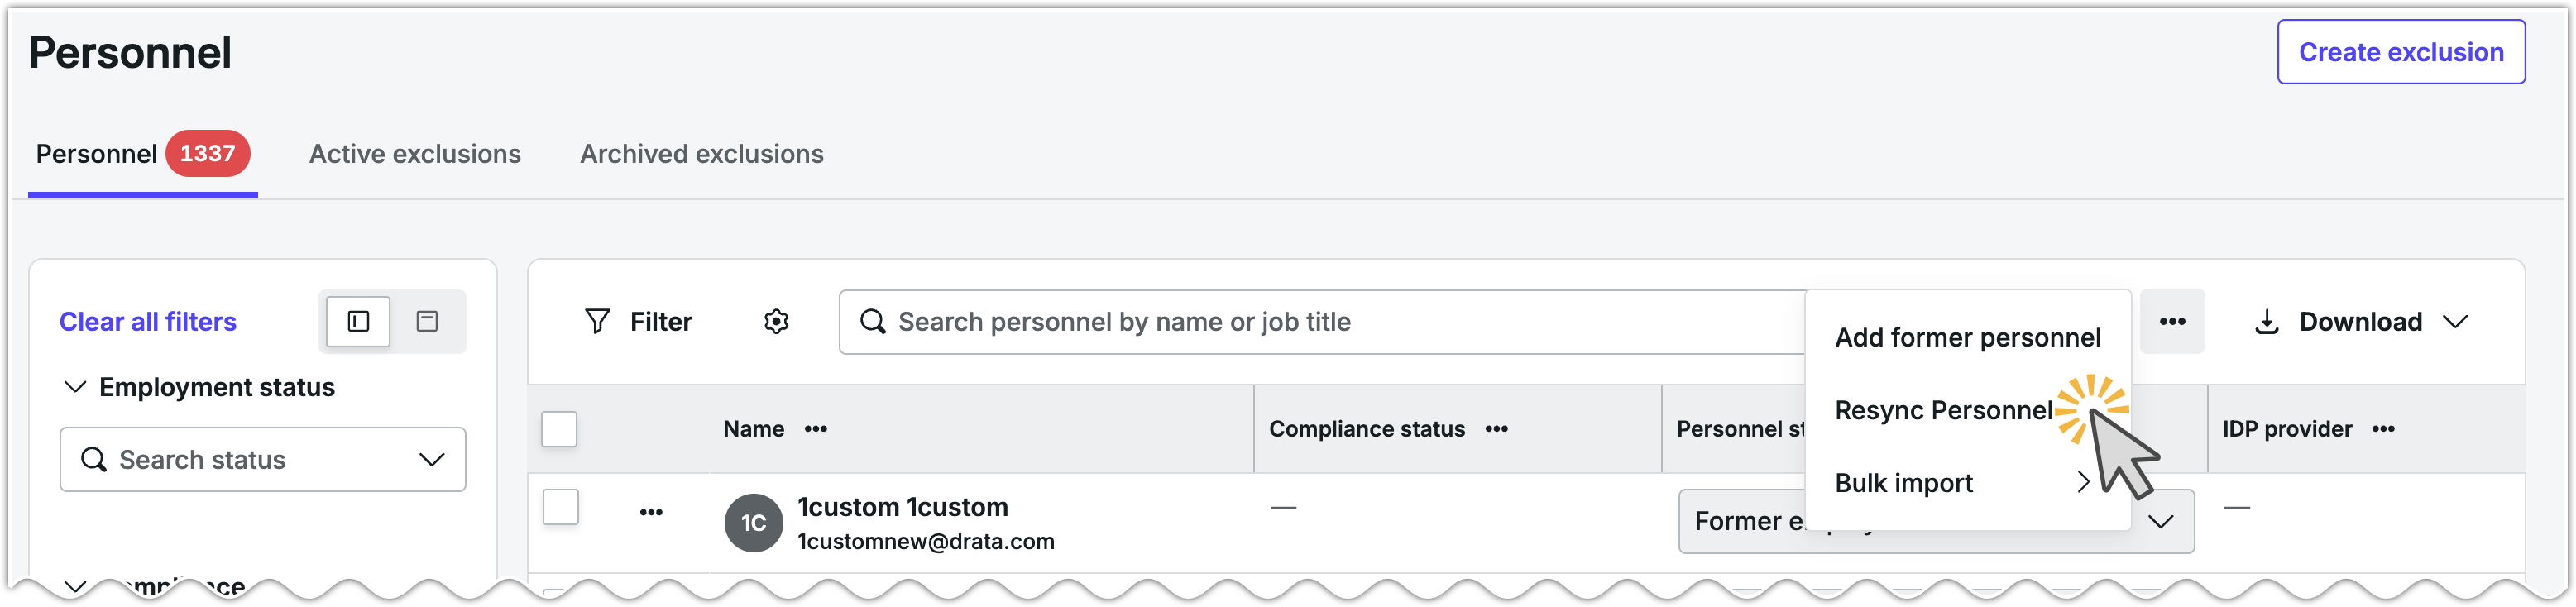 Personnel
Create exclusion
Personnel 1337
Active exclusions
Archived exclusions
Clear all filters
Employment status
Search status
Filter
Search personnel by name or job title
Add former personnel
Resync Personnel
Bulk import
Download
Name
Compliance status
Personnel st
IDP provider
1C
1custom 1custom
1customnew@drata.com
—
Former e
—